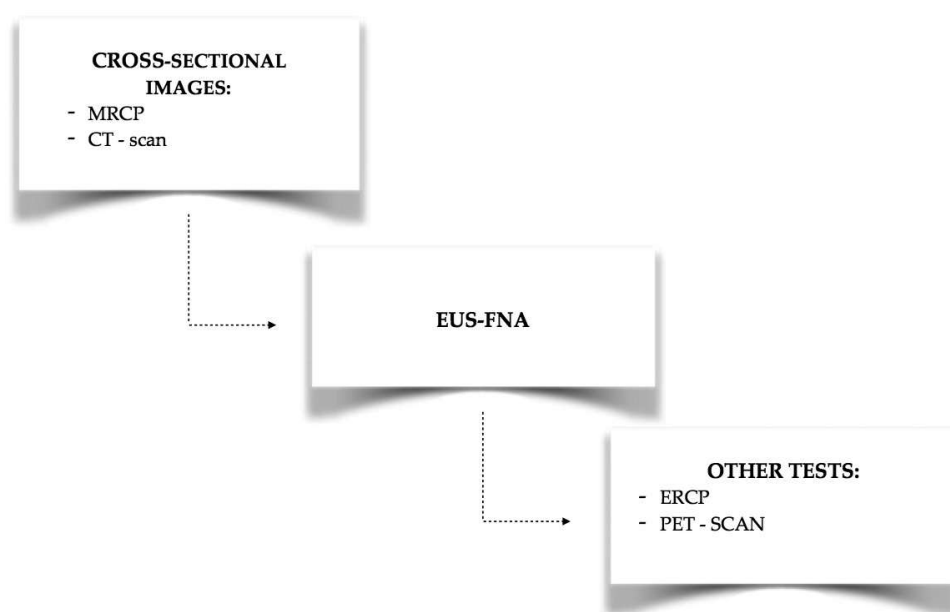 CROSS-SECTIONAL
IMAGES:
- MRCP
- CT - scan
EUS-FNA
OTHER TESTS:
- ERCP
- PET - SCAN